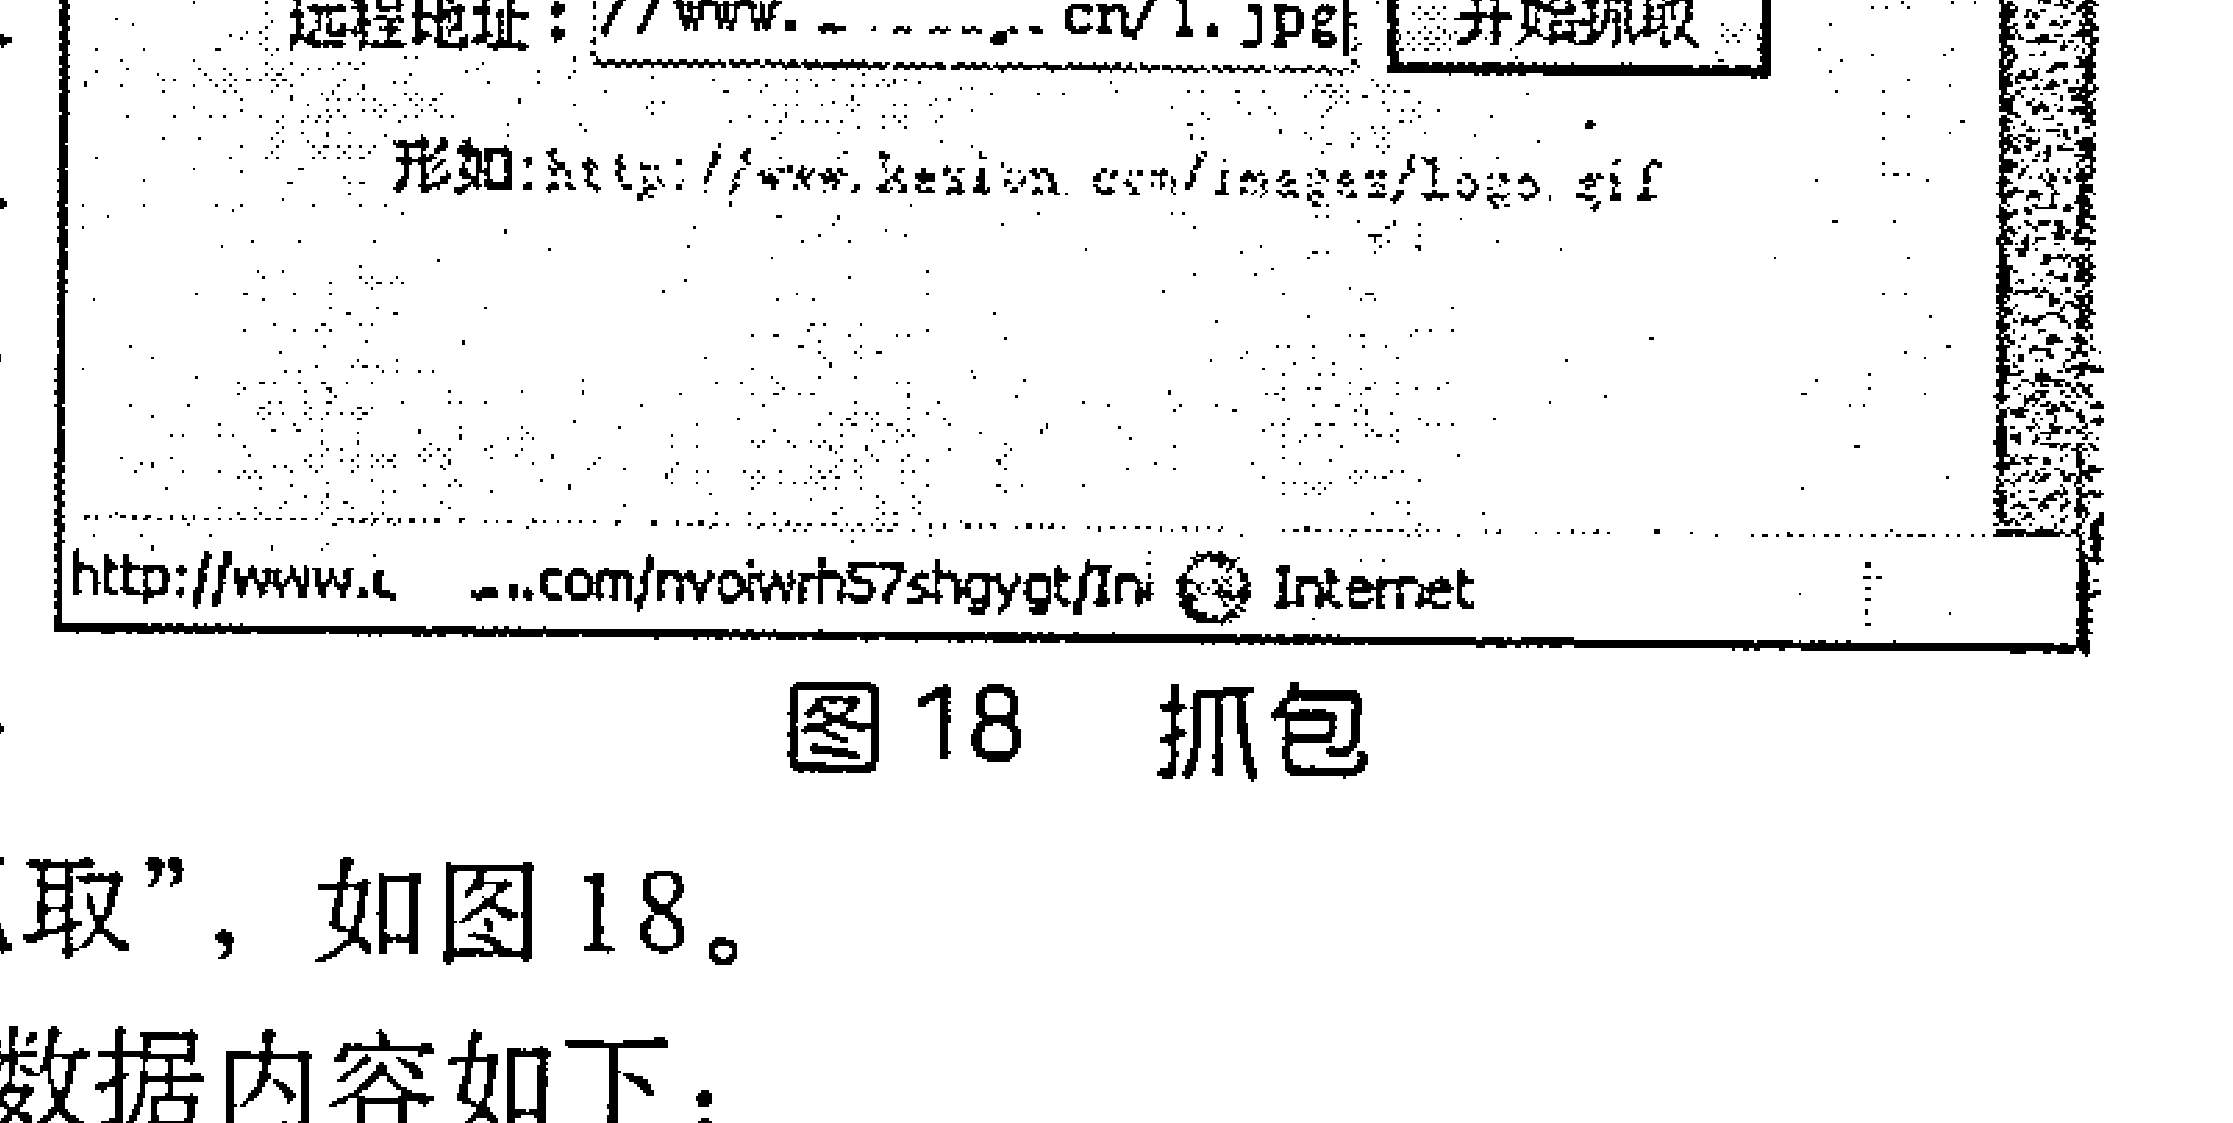 远程地址: //www. cn/1.jpg 开始抓取
形如:http://www. com/images/logo.gif
http://www. .com/nvoiwrh57shgygt/In Internet
图 18 抓包
取”，如图 18。
数据内容如下：